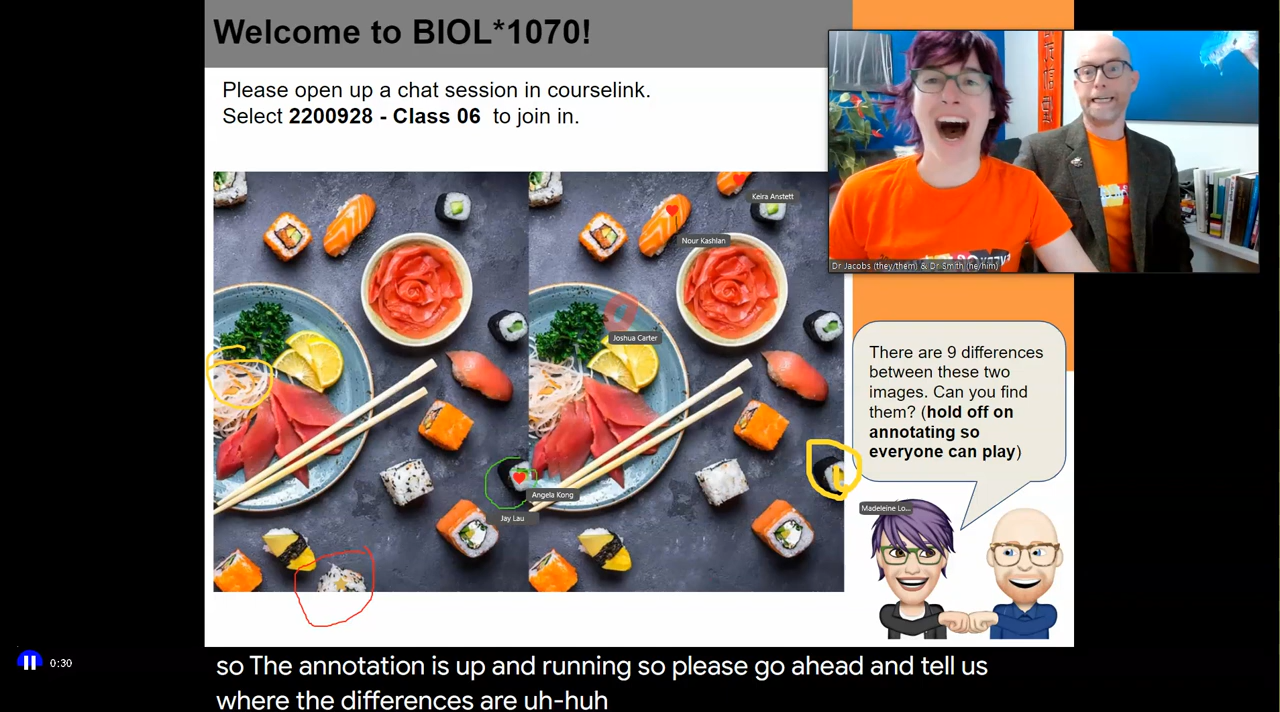 Welcome to BIOL*1070!
Please open up a chat session in courselink.
Select 2200928 - Class 06 to join in.
Keira Anstett
Nour Kashlan
Dr Jacobs (they/them) & Dr Smith (he/him)
Joshua Carter
There are 9 differences
between these two
images. Can you find
them? (hold off on
annotating so
everyone can play)
Angela Kong
Jay Lau
Madeleine Lo...
0:30
so The annotation is up and running so please go ahead and tell us
where the differences are uh-huh